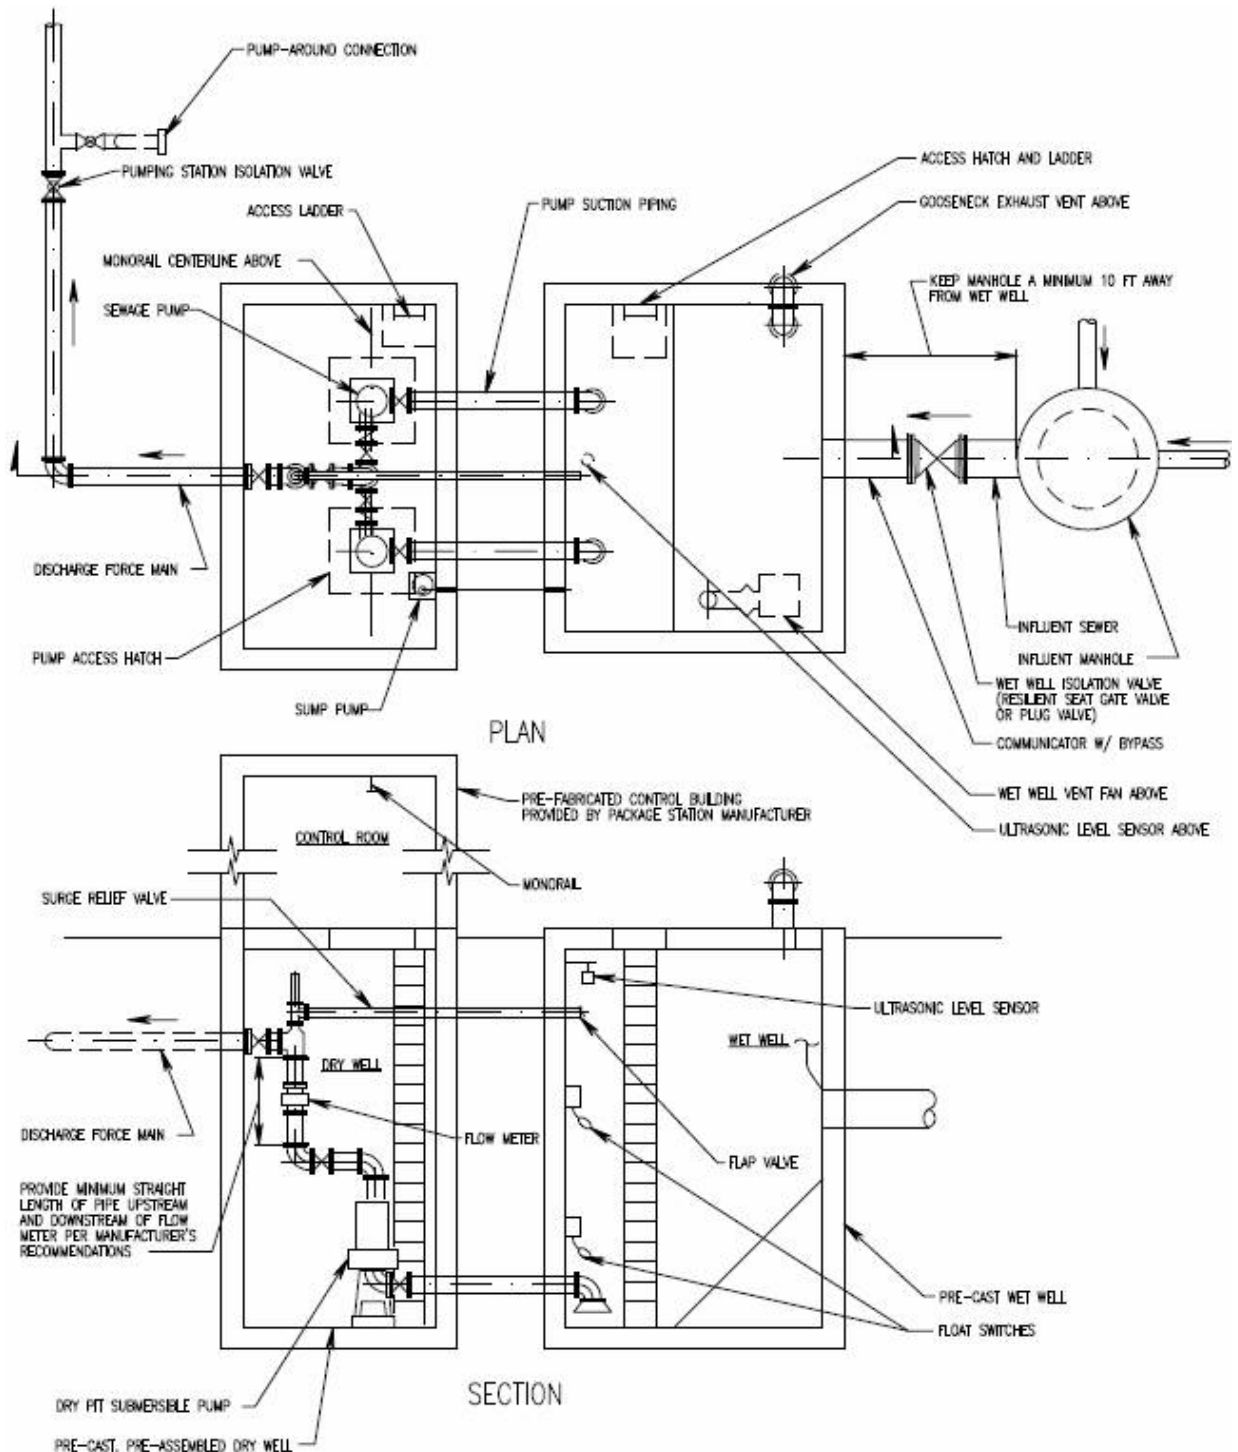 PUMP-AROUND CONNECTION
PUMPING STATION ISOLATION VALVE
ACCESS LADDER
PUMP SUCTION PIPING
ACCESS HATCH AND LADDER
GOOSENECK EXHAUST VENT ABOVE
MONORAIL CENTERLINE ABOVE
SEWAGE PUMP
KEEP MANHOLE A MINIMUM 10 FT AWAY
FROM WET WELL
DISCHARGE FORCE MAIN
PUMP ACCESS HATCH
SUMP PUMP
INFLUENT SEWER
INFLUENT MANHOLE
WET WELL ISOLATION VALVE
(RESILIENT SEAT GATE VALVE
OR PLUG VALVE)
COMMUNICATOR W/ BYPASS
WET WELL VENT FAN ABOVE
ULTRASONIC LEVEL SENSOR ABOVE
PLAN
PRE-FABRICATED CONTROL BUILDING
PROVIDED BY PACKAGE STATION MANUFACTURER
CONTROL ROOM
MONORAIL
SURGE RELIEF VALVE
ULTRASONIC LEVEL SENSOR
WET WELL
DRY WELL
DISCHARGE FORCE MAIN
FLOW METER
FLAP VALVE
PROVIDE MINIMUM STRAIGHT
LENGTH OF PIPE UPSTREAM
AND DOWNSTREAM OF FLOW
METER PER MANUFACTURER'S
RECOMMENDATIONS
PRE-CAST WET WELL
FLOAT SWITCHES
SECTION
DRY PIT SUBMERSIBLE PUMP
PRE-CAST, PRE-ASSEMBLED DRY WELL